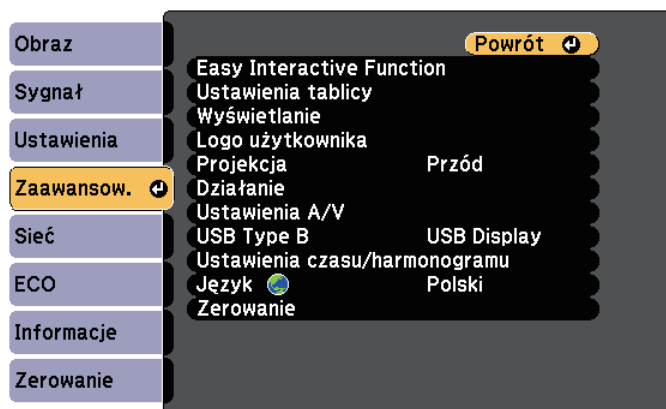 Obraz
Sygnał
Ustawienia
Zaawansow.
Sieć
ECO
Informacje
Zerowanie
Powrót
Easy Interactive Function
Ustawienia tablicy
Wyświetlanie
Logo użytkownika
Projekcja Przód
Działanie
Ustawienia A/V
USB Type B USB Display
Ustawienia czasu/harmonogramu
Język Polski
Zerowanie